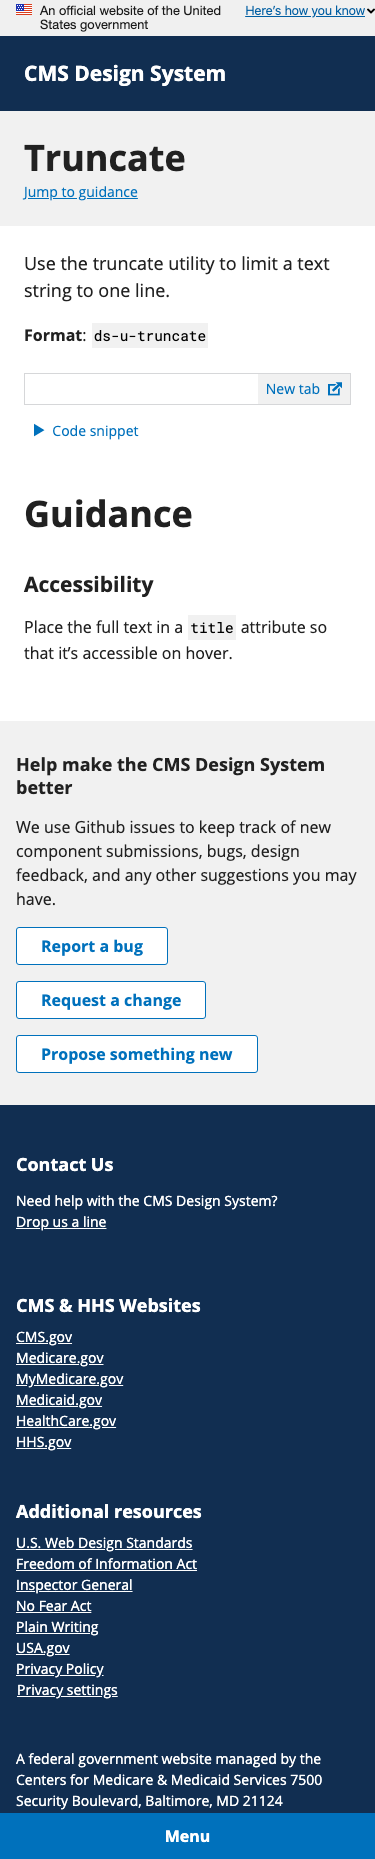 An official website of the United
States government
Here's how you know
CMS Design System
Truncate
Jump to guidance
Use the truncate utility to limit a text
string to one line.
Format: ds-u-truncate
New tab
Code snippet
Guidance
Accessibility
Place the full text in a title attribute so
that it’s accessible on hover.
Help make the CMS Design System
better
We use Github issues to keep track of new
component submissions, bugs, design
feedback, and any other suggestions you may
have.
Report a bug
Request a change
Propose something new
Contact Us
Need help with the CMS Design System?
Drop us a line
CMS & HHS Websites
CMS.gov
Medicare.gov
MyMedicare.gov
Medicaid.gov
HealthCare.gov
HHS.gov
Additional resources
U.S. Web Design Standards
Freedom of Information Act
Inspector General
No Fear Act
Plain Writing
USA.gov
Privacy Policy
Privacy settings
A federal government website managed by the
Centers for Medicare & Medicaid Services 7500
Security Boulevard, Baltimore, MD 21124
Menu